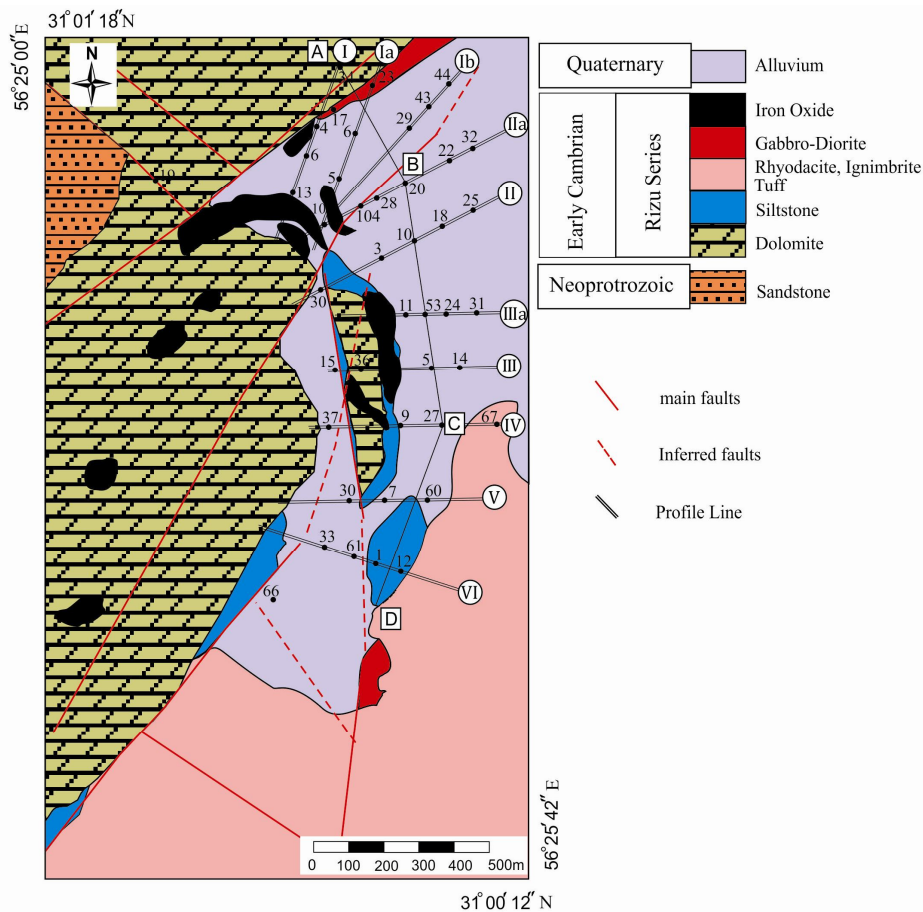 31° 01′ 18″ N
56° 25′ 00″ E
N
A
I
Ia
Ib
IIa
II
IIIa
III
IV
V
VI
B
C
D
34
23
44
17
43
4
6
29
32
22
6
19
5
13
20
28
10
104
25
18
10
3
30
11
53
24
31
15
36
5
14
37
9
27
67
30
7
60
33
61
1
12
66
0 100 200 300 400 500m
56° 25′ 42″ E
31° 00′ 12″ N
Quaternary
Alluvium
Early Cambrian
Rizu Series
Iron Oxide
Gabbro-Diorite
Rhyodacite, Ignimbrite
Tuff
Siltstone
Dolomite
Neoprotrozoic
Sandstone
main faults
Inferred faults
Profile Line